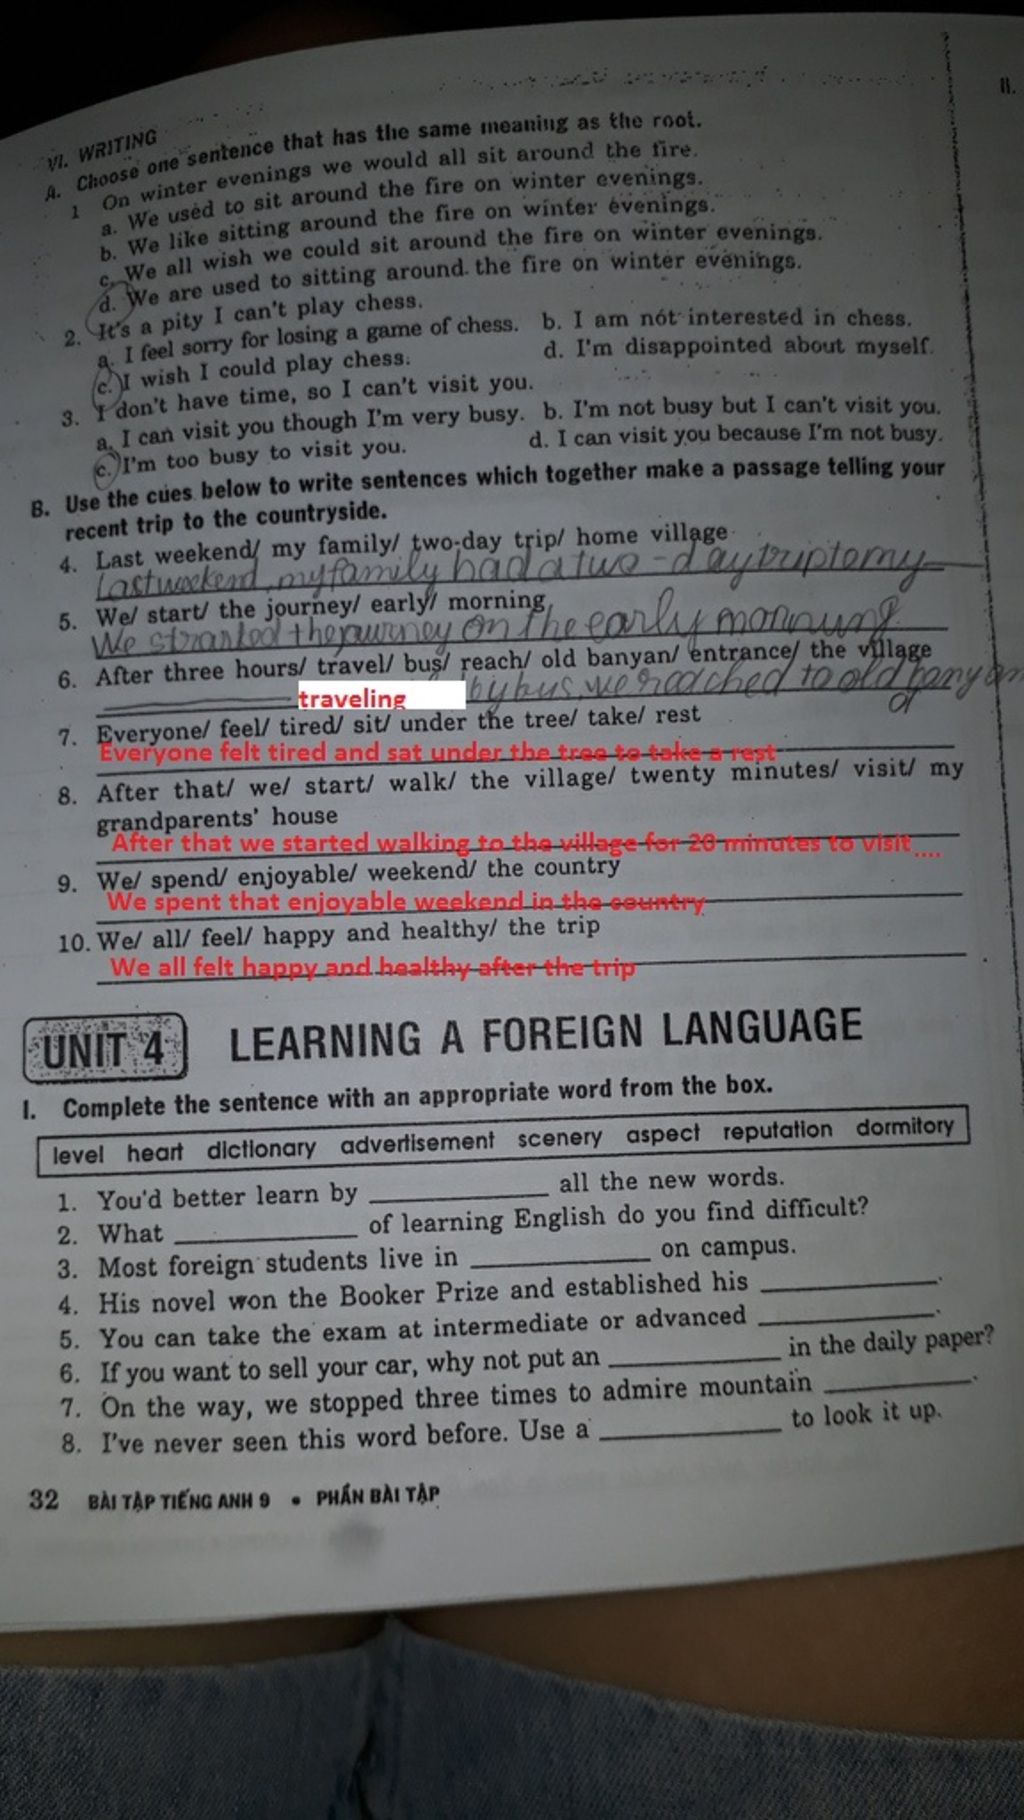 II.
VI. WRITING
A. Choose one sentence that has the same meaning as the root.
1 On winter evenings we would all sit around the fire.
a. We used to sit around the fire on winter evenings.
b. We like sitting around the fire on winter evenings.
c. We all wish we could sit around the fire on winter evenings.
d. We are used to sitting around the fire on winter evenings.
2. It's a pity I can't play chess.
a. I feel sorry for losing a game of chess. b. I am not interested in chess.
c. I wish I could play chess. d. I'm disappointed about myself.
3. I don't have time, so I can't visit you.
a. I can visit you though I'm very busy. b. I'm not busy but I can't visit you.
c. I'm too busy to visit you. d. I can visit you because I'm not busy.
B. Use the cues below to write sentences which together make a passage telling your
recent trip to the countryside.
4. Last weekend/ my family/ two-day trip/ home village
Last weekend, my family had a two-day trip to my
5. We/ start/ the journey/ early/ morning
We stranted the journey on the early morning
6. After three hours/ travel/ bus/ reach/ old banyan/ entrance/ the village
traveling by bus, we reached to old banyan
7. Everyone/ feel/ tired/ sit/ under the tree/ take/ rest
Everyone felt tired and sat under the tree to take a rest
8. After that/ we/ start/ walk/ the village/ twenty minutes/ visit/ my
grandparents' house
After that we started walking to the village for 20 minutes to visit ....
9. We/ spend/ enjoyable/ weekend/ the country
We spent that enjoyable weekend in the country
10. We/ all/ feel/ happy and healthy/ the trip
We all felt happy and healthy after the trip
UNIT 4 LEARNING A FOREIGN LANGUAGE
I. Complete the sentence with an appropriate word from the box.
level heart dictionary advertisement scenery aspect reputation dormitory
1. You'd better learn by ____________ all the new words.
2. What ____________ of learning English do you find difficult?
3. Most foreign students live in ____________ on campus.
4. His novel won the Booker Prize and established his ____________.
5. You can take the exam at intermediate or advanced ____________.
6. If you want to sell your car, why not put an ____________ in the daily paper?
7. On the way, we stopped three times to admire mountain ____________.
8. I've never seen this word before. Use a ____________ to look it up.
32 BÀI TẬP TIẾNG ANH 9 • PHẦN BÀI TẬP